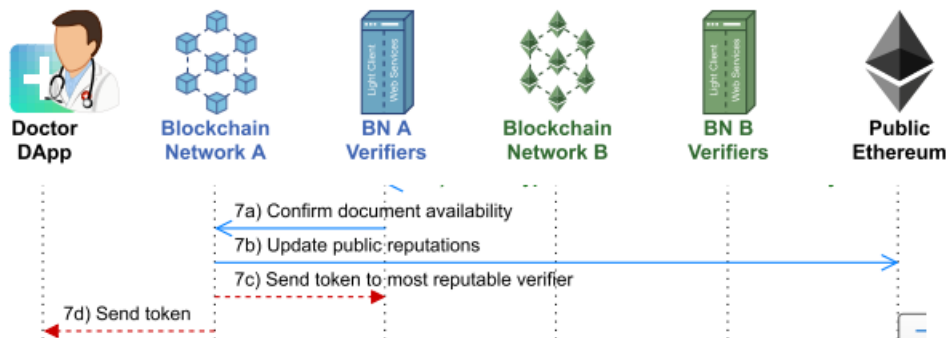 Light Client
Web Services
Light Client
Web Services
Doctor
DApp
Blockchain
Network A
BN A
Verifiers
Blockchain
Network B
BN B
Verifiers
Public
Ethereum
7a) Confirm document availability
7b) Update public reputations
7c) Send token to most reputable verifier
7d) Send token